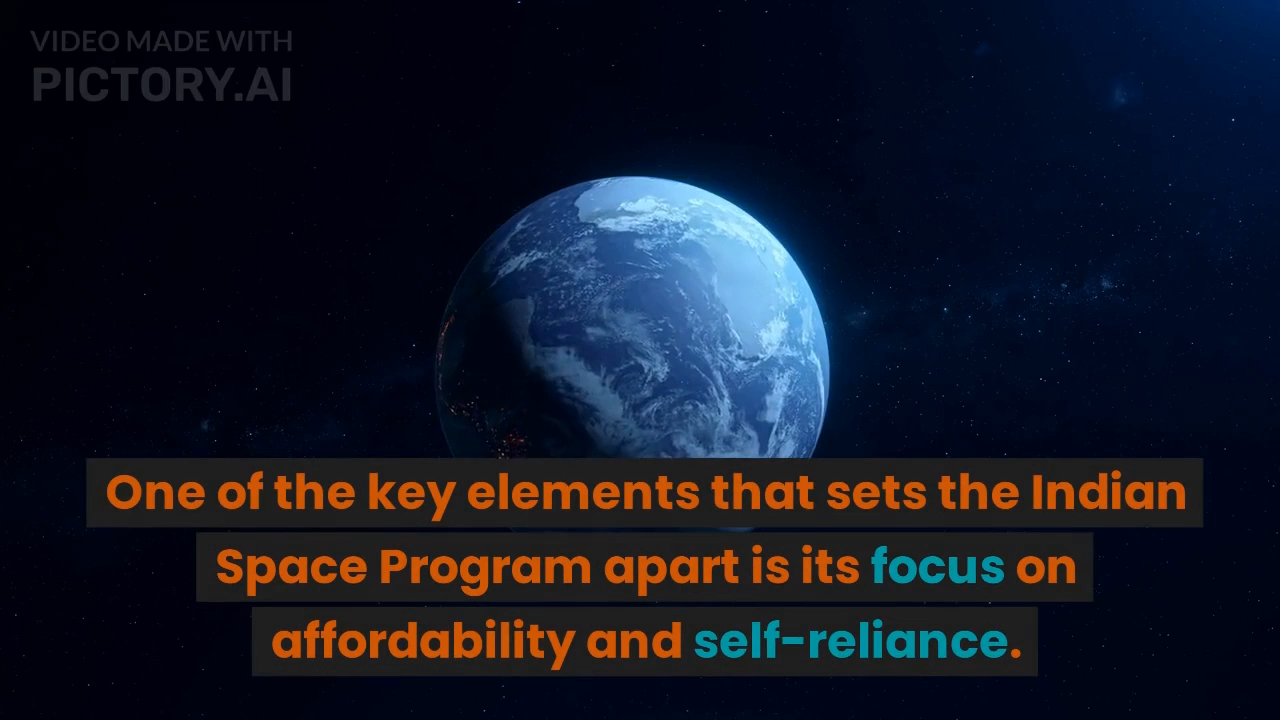 VIDEO MADE WITH
PICTORY.AI
One of the key elements that sets the Indian
Space Program apart is its focus on
affordability and self-reliance.